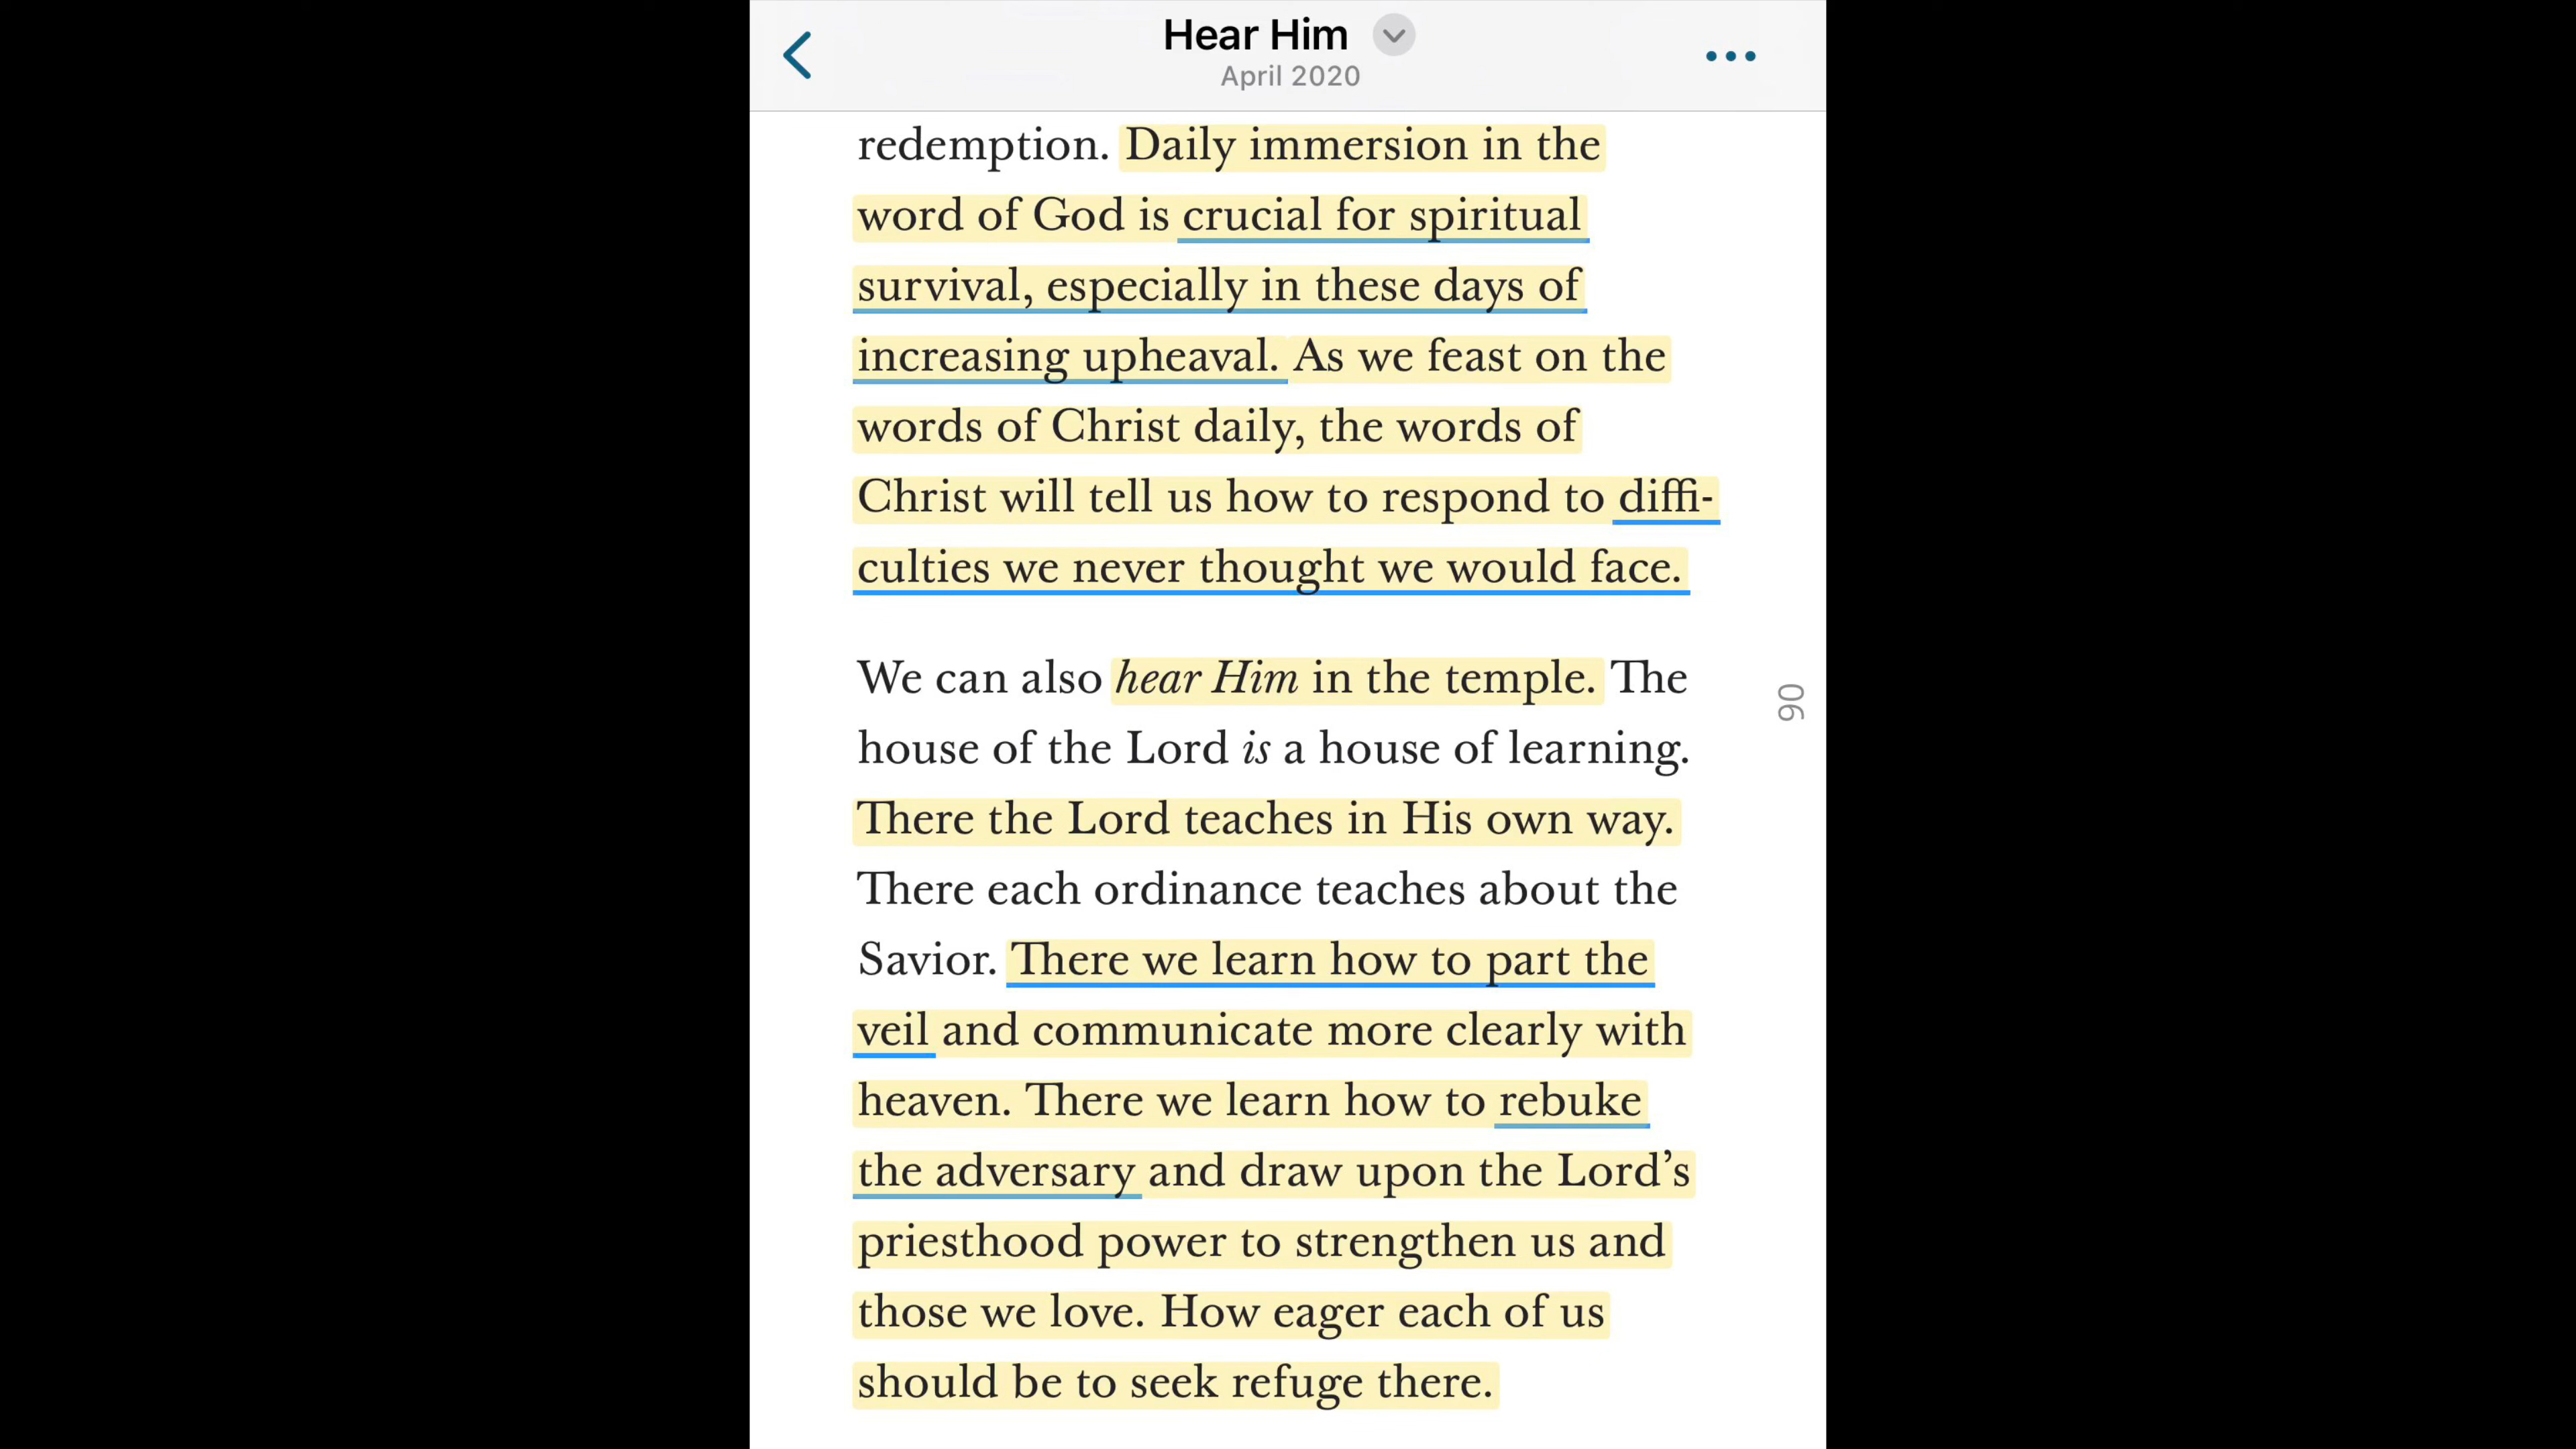 Hear Him
April 2020
redemption. Daily immersion in the
word of God is crucial for spiritual
survival, especially in these days of
increasing upheaval. As we feast on the
words of Christ daily, the words of
Christ will tell us how to respond to diffi-
culties we never thought we would face.
We can also hear Him in the temple. The
house of the Lord is a house of learning.
There the Lord teaches in His own way.
There each ordinance teaches about the
Savior. There we learn how to part the
veil and communicate more clearly with
heaven. There we learn how to rebuke
the adversary and draw upon the Lord’s
priesthood power to strengthen us and
those we love. How eager each of us
should be to seek refuge there.
90